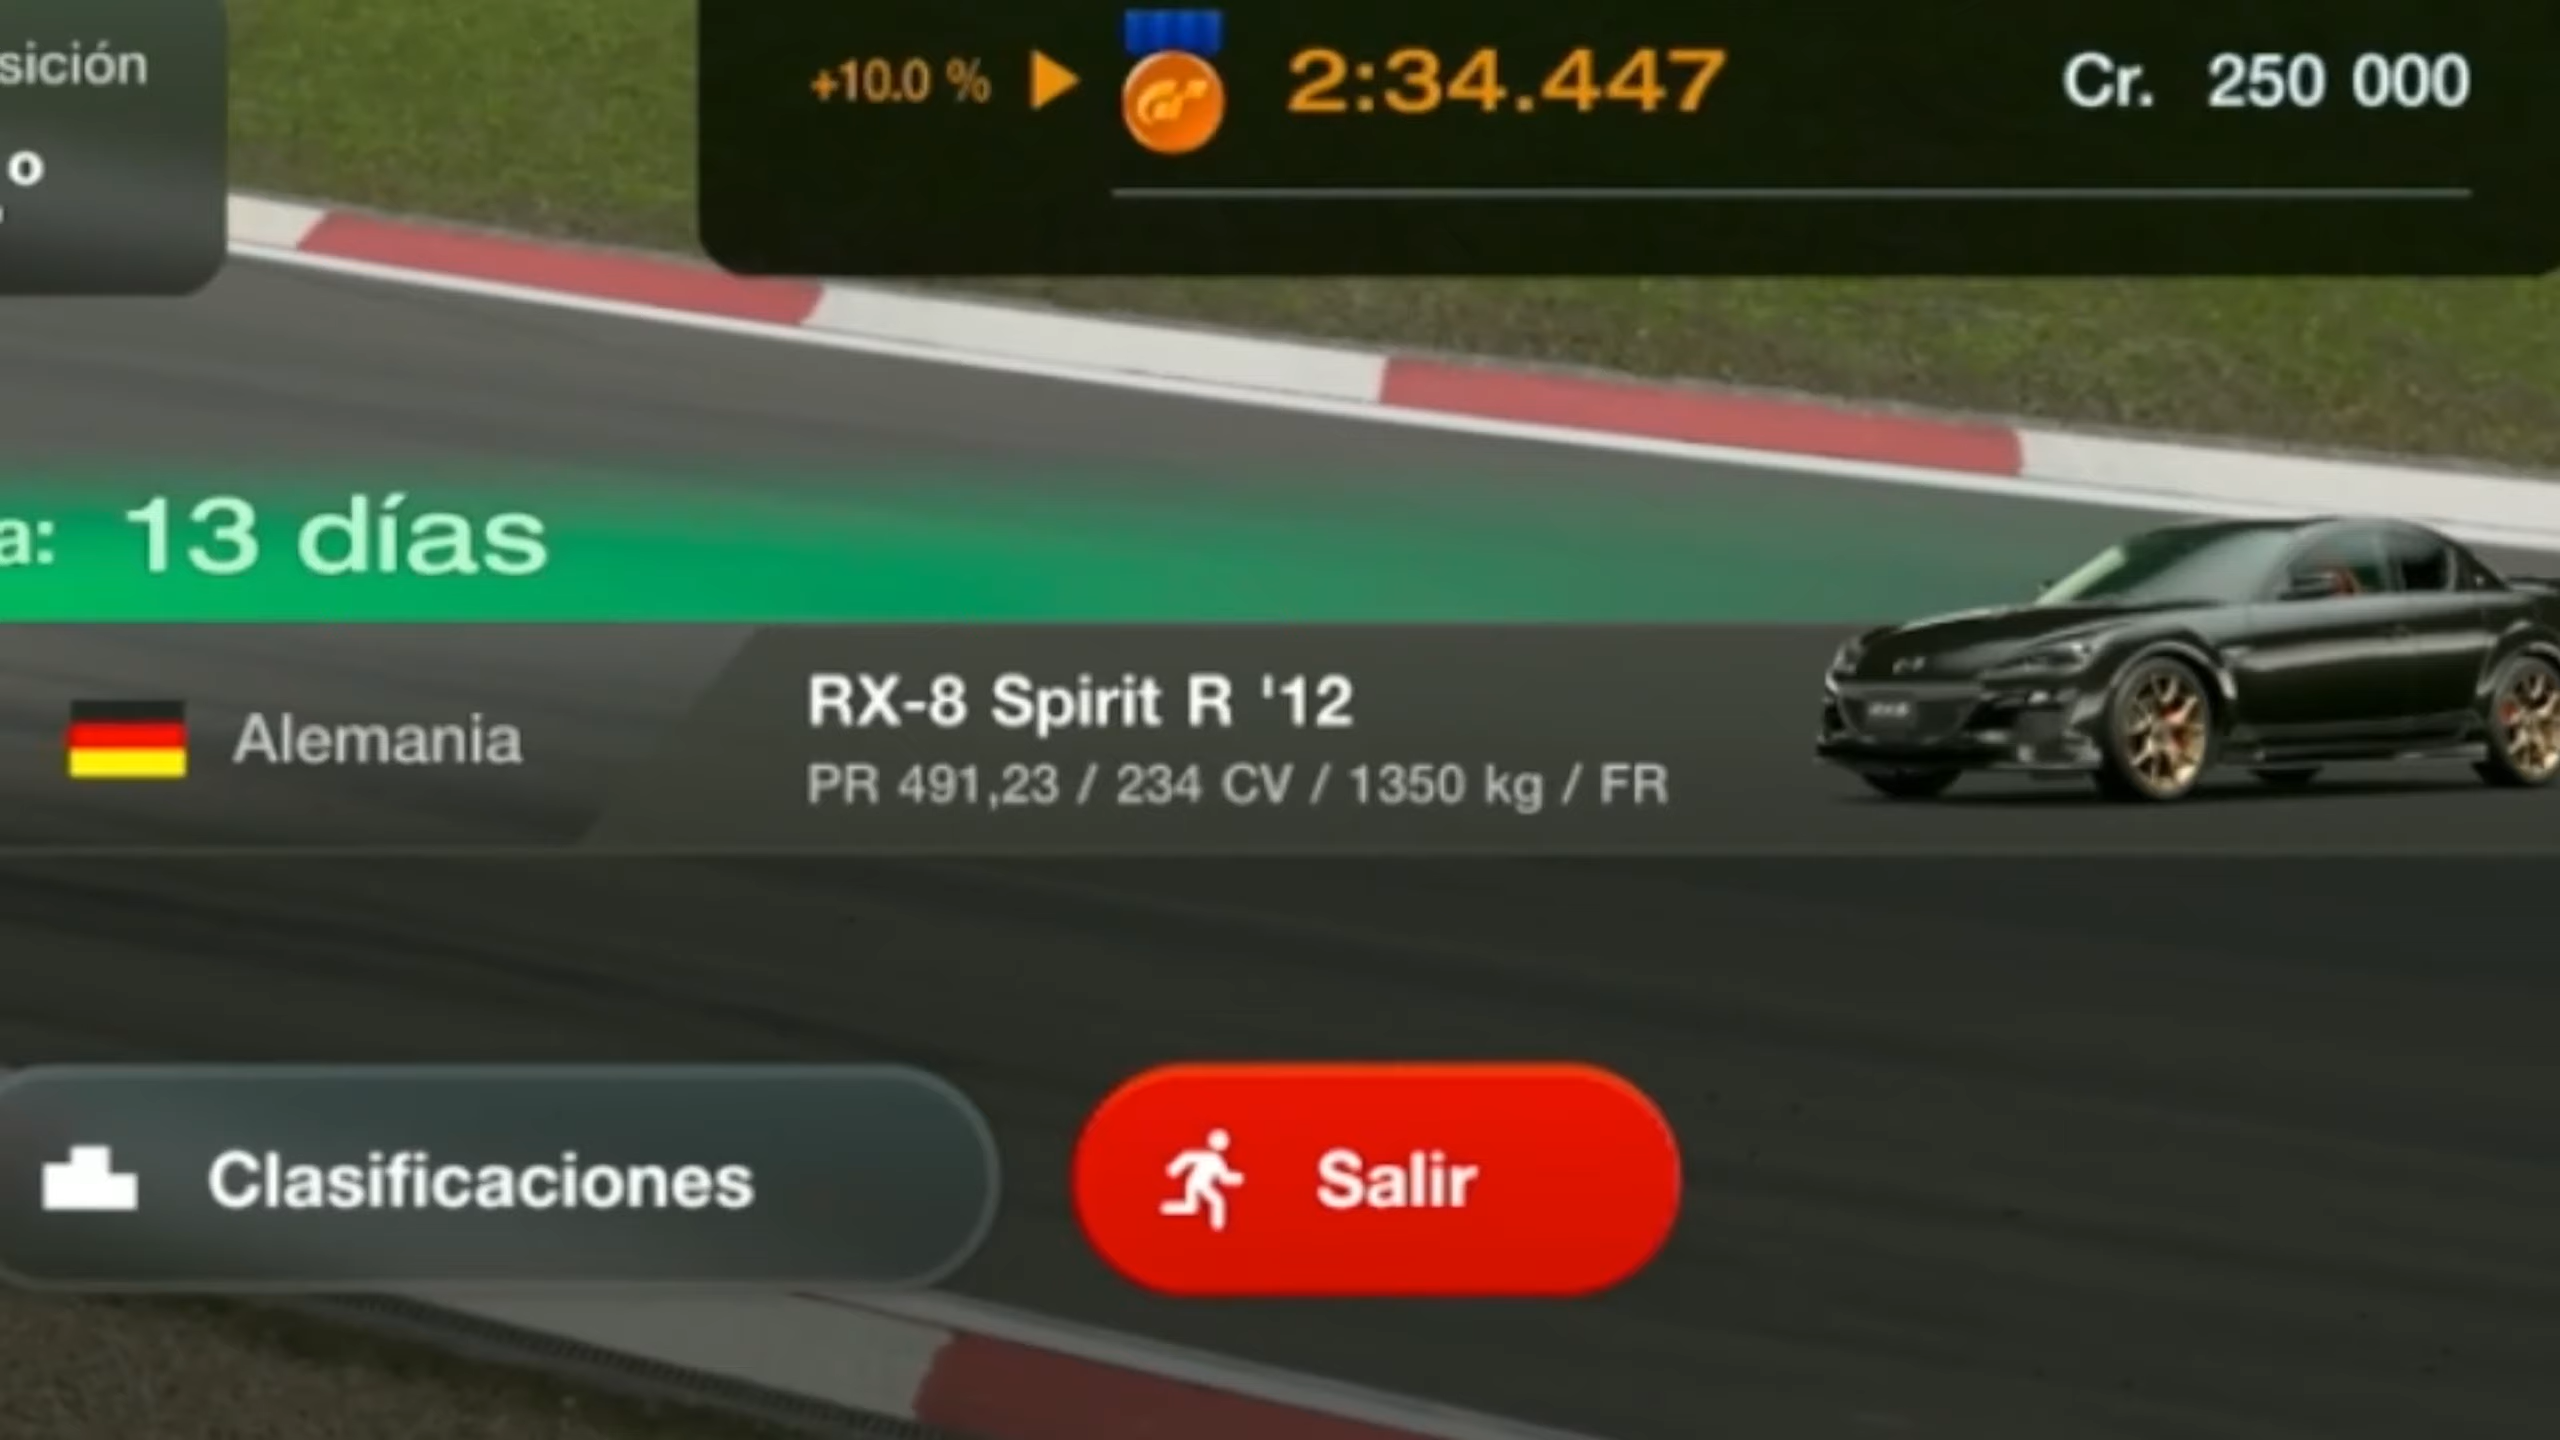 sición
+10.0 % 2:34.447 Cr. 250 000
o
a: 13 días
Alemania
RX-8 Spirit R '12
PR 491,23 / 234 CV / 1350 kg / FR
Clasificaciones
Salir